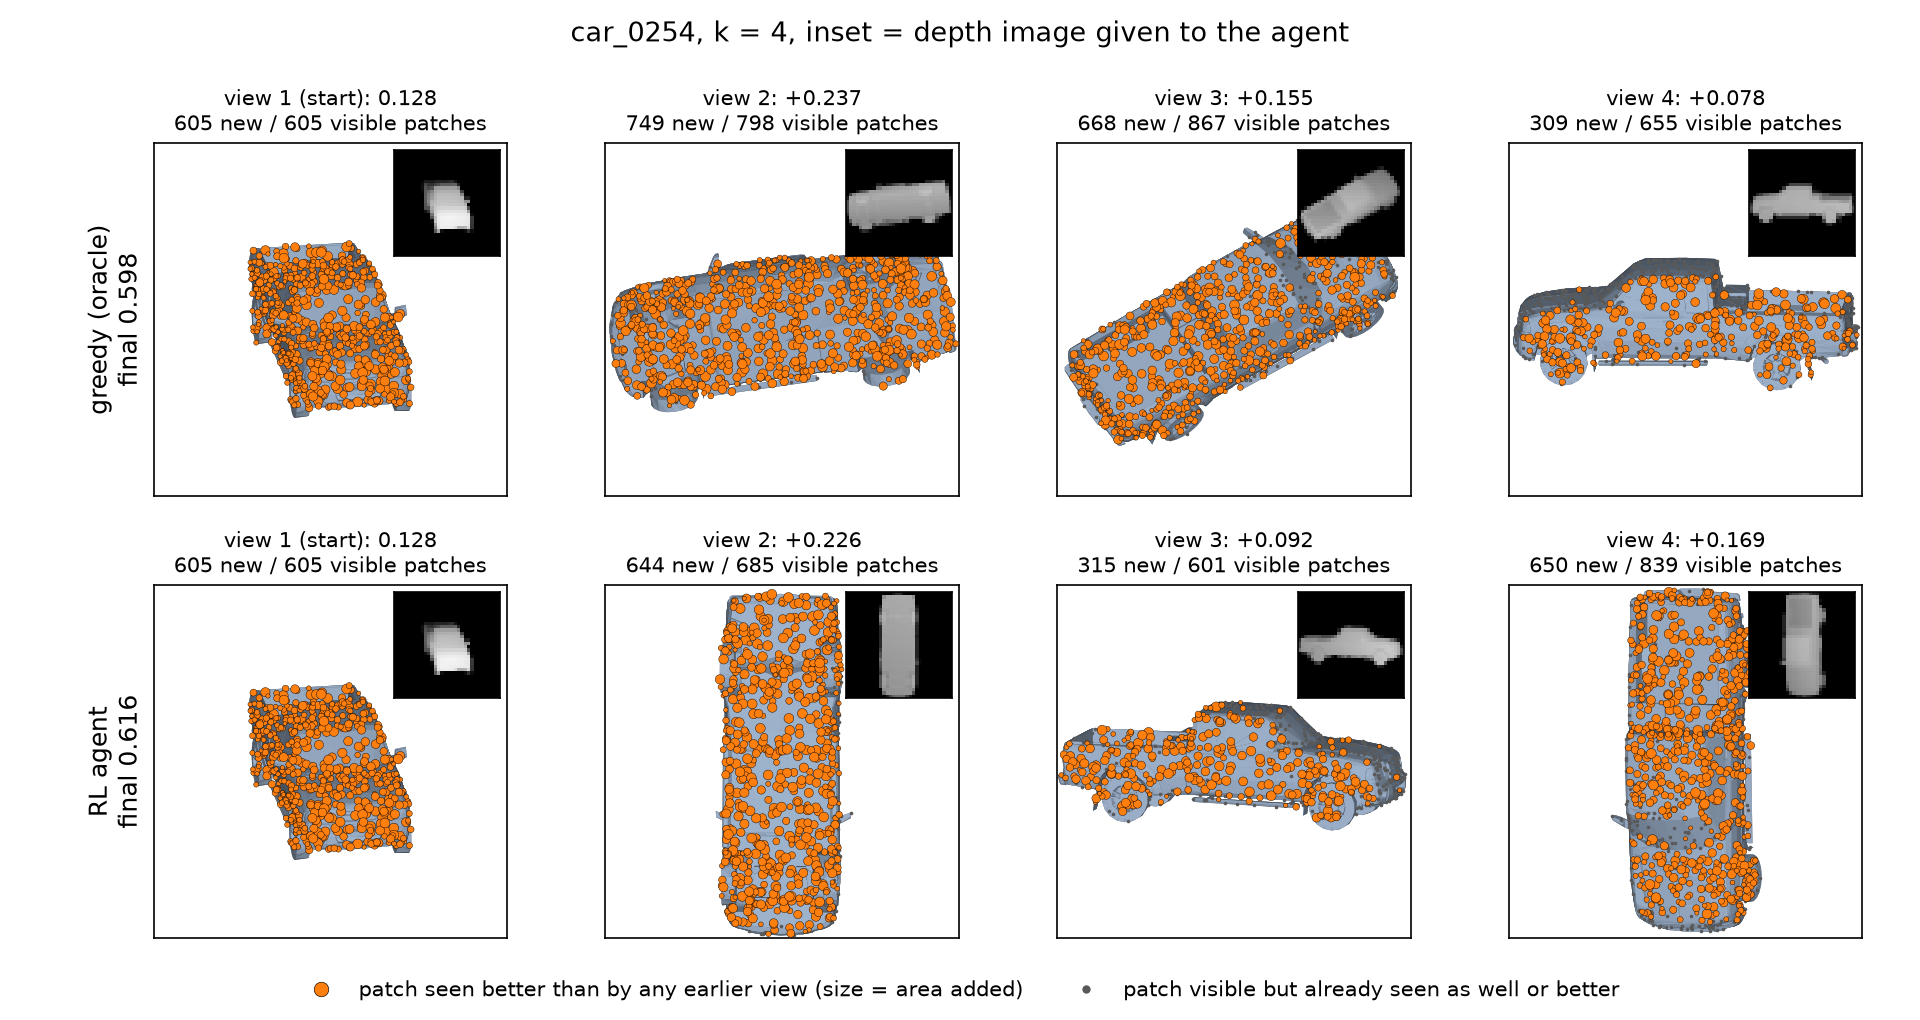 car_0254, k = 4, inset = depth image given to the agent
greedy (oracle)
final 0.598
view 1 (start): 0.128
605 new / 605 visible patches
view 2: +0.237
749 new / 798 visible patches
view 3: +0.155
668 new / 867 visible patches
view 4: +0.078
309 new / 655 visible patches
RL agent
final 0.616
view 1 (start): 0.128
605 new / 605 visible patches
view 2: +0.226
644 new / 685 visible patches
view 3: +0.092
315 new / 601 visible patches
view 4: +0.169
650 new / 839 visible patches
patch seen better than by any earlier view (size = area added)
patch visible but already seen as well or better